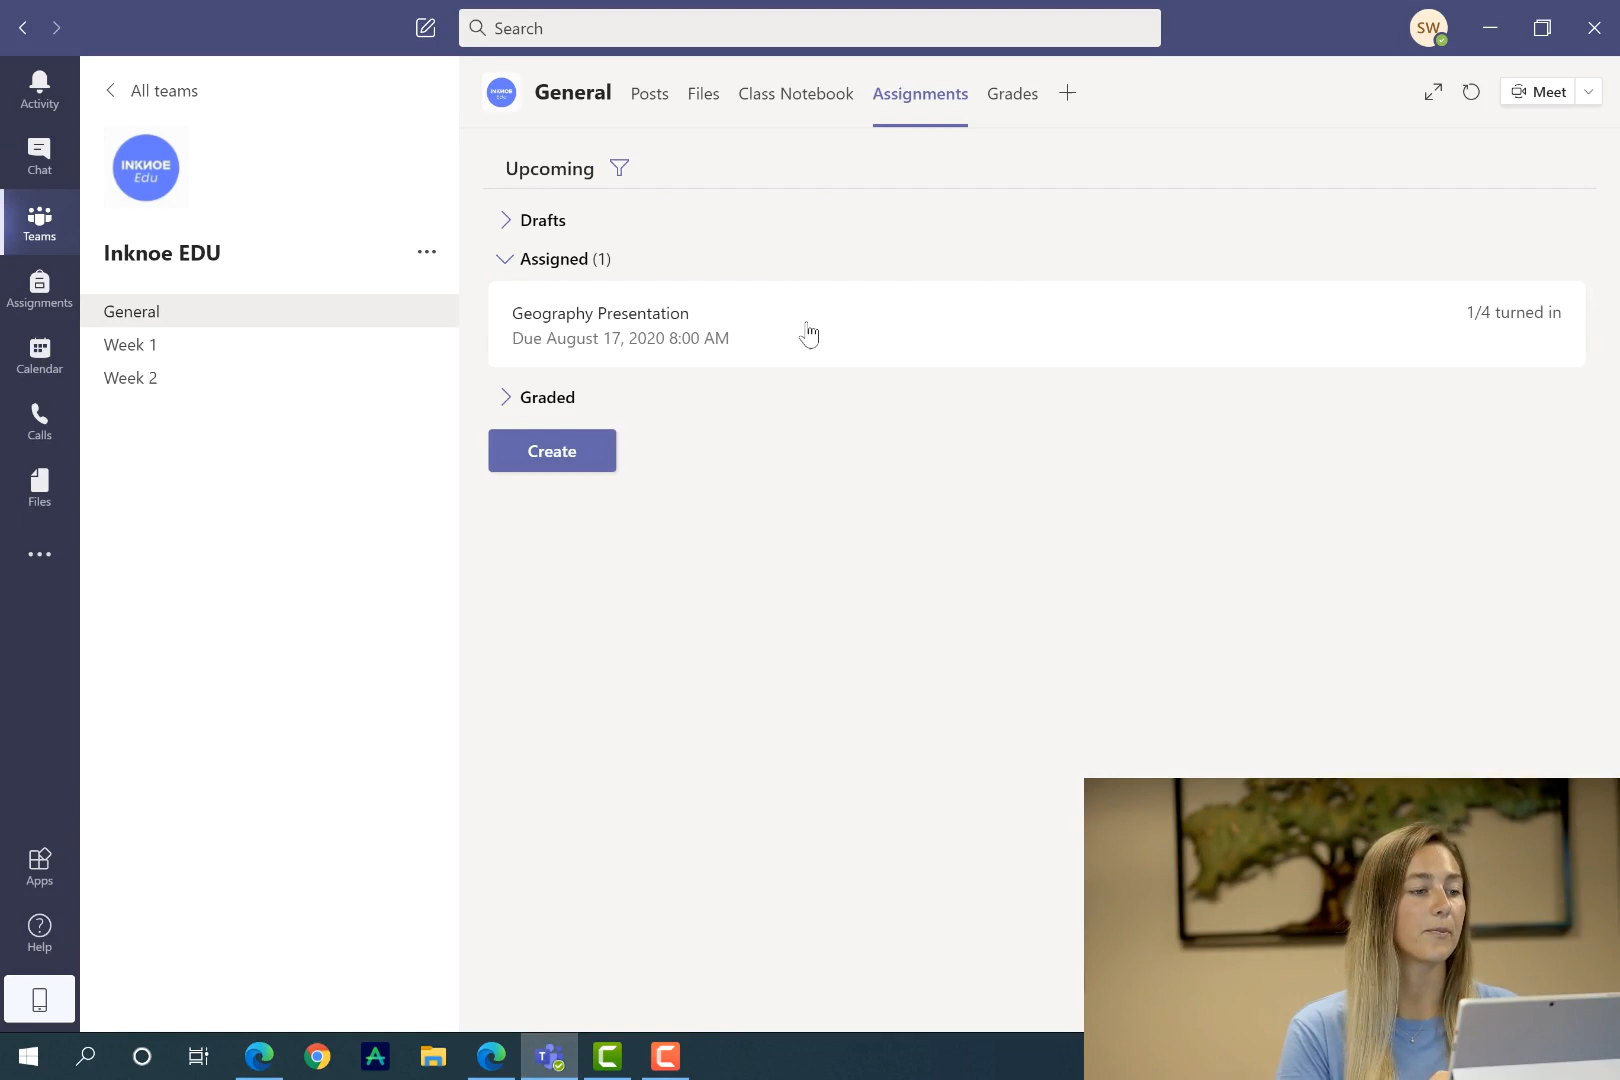 Search
SW
Activity
Chat
Teams
Assignments
Calendar
Calls
Files
Apps
Help
All teams
INKNOE
Edu
Inknoe EDU
General
Week 1
Week 2
INKNOE
Edu
General Posts Files Class Notebook Assignments Grades
Meet
Upcoming
Drafts
Assigned (1)
Geography Presentation
1/4 turned in
Due August 17, 2020 8:00 AM
Graded
Create